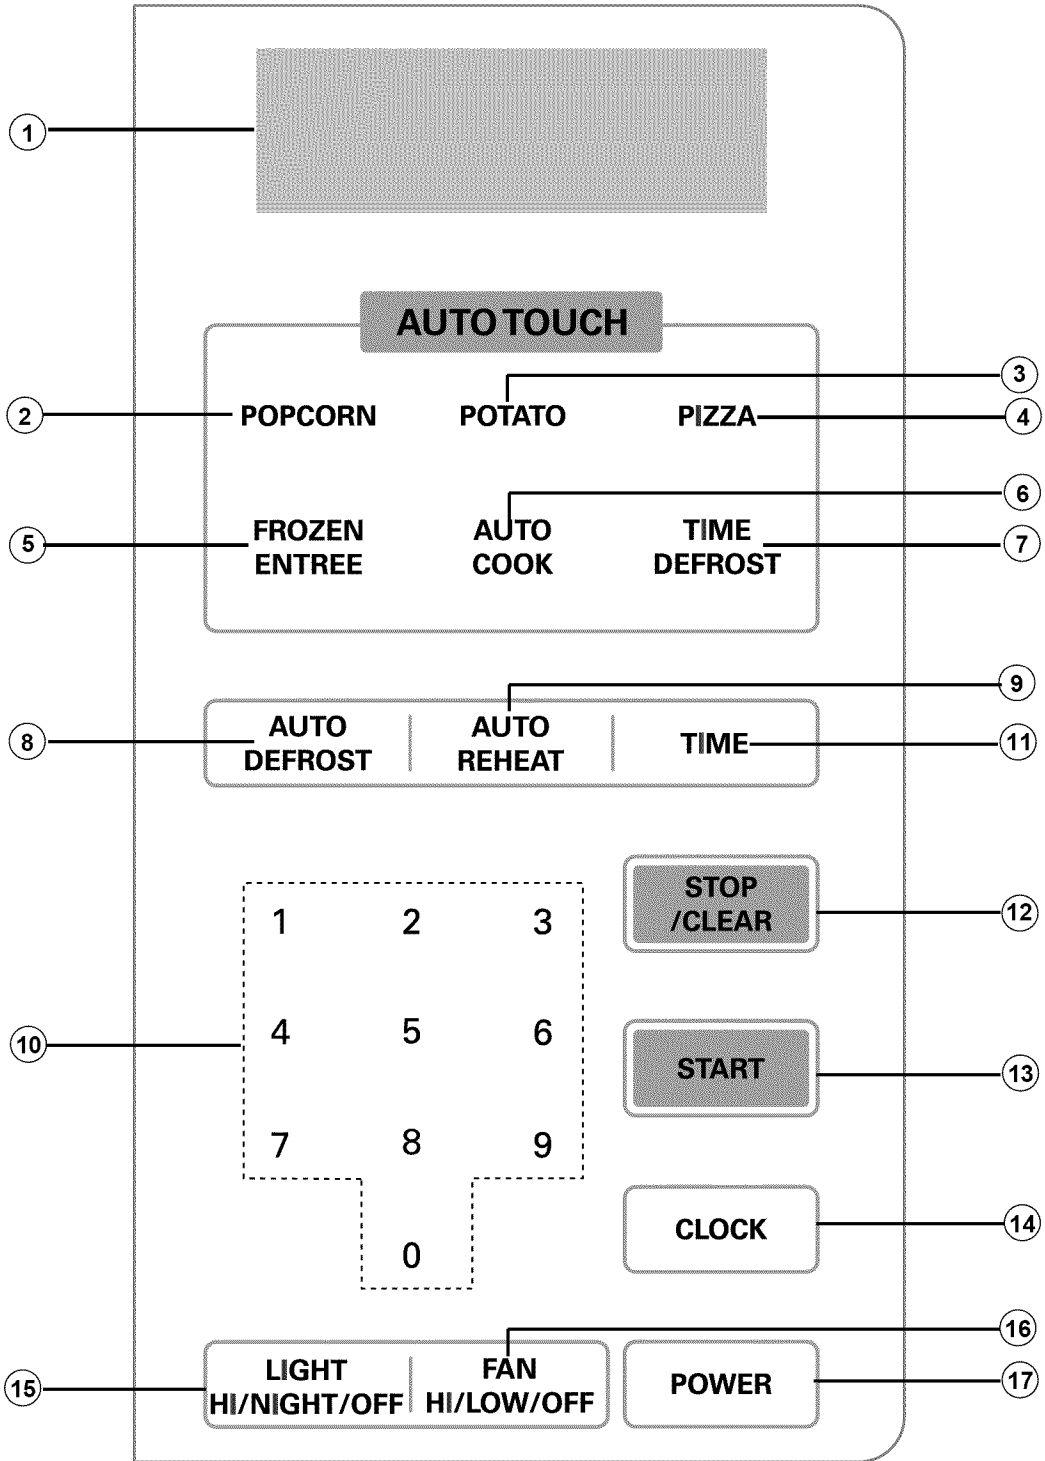 1
AUTO TOUCH
3
2 POPCORN POTATO PIZZA 4
6
5 FROZEN ENTREE
AUTO COOK
TIME DEFROST 7
9
8 AUTO DEFROST
AUTO REHEAT
TIME 11
STOP
/CLEAR 12
1 2 3
4 5 6
10
7 8 9
0
START 13
CLOCK 14
16
15 LIGHT
HI/NIGHT/OFF
FAN
HI/LOW/OFF
POWER 17